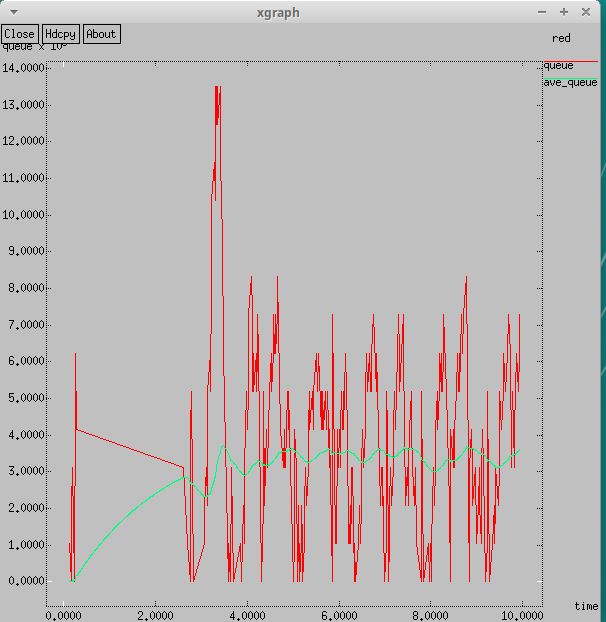 xgraph
Close Hdcpy About
queue x 10³
red
queue
ave_queue
14.0000
13.0000
12.0000
11.0000
10.0000
9.0000
8.0000
7.0000
6.0000
5.0000
4.0000
3.0000
2.0000
1.0000
0.0000
time
0.0000 2.0000 4.0000 6.0000 8.0000 10.0000